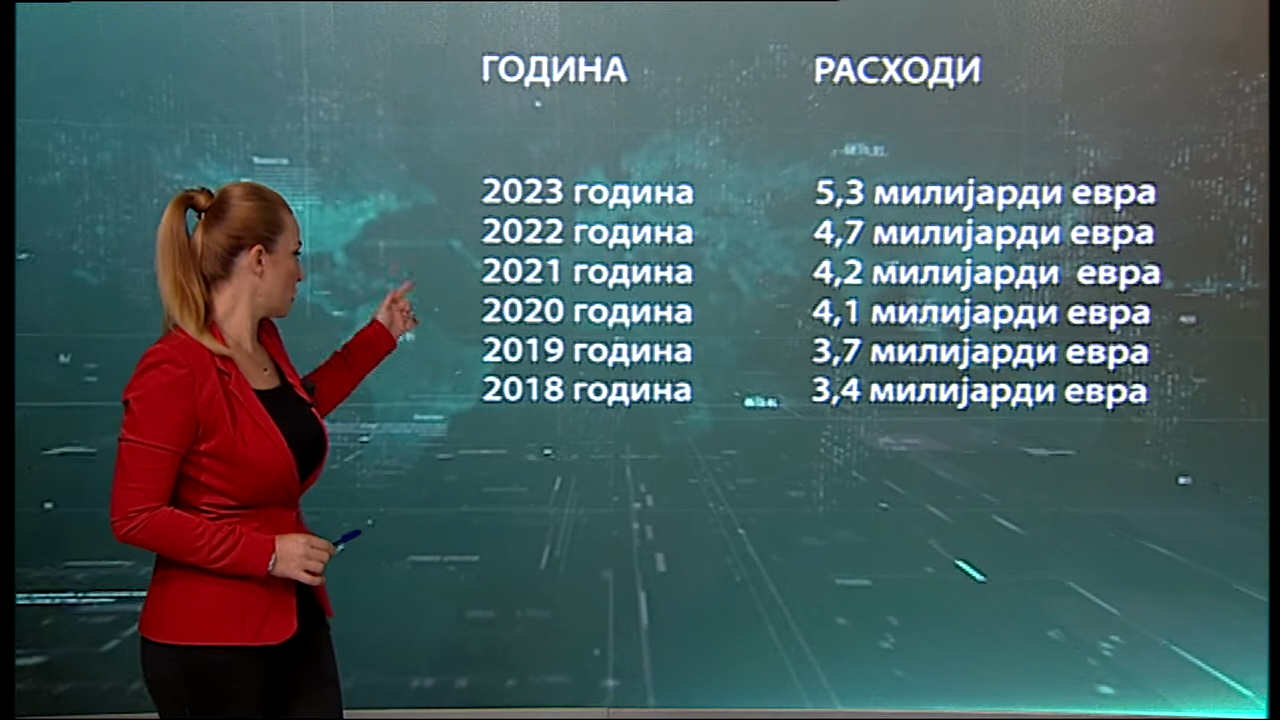 ГОДИНА РАСХОДИ
2023 година 5,3 милијарди евра
2022 година 4,7 милијарди евра
2021 година 4,2 милијарди евра
2020 година 4,1 милијарди евра
2019 година 3,7 милијарди евра
2018 година 3,4 милијарди евра